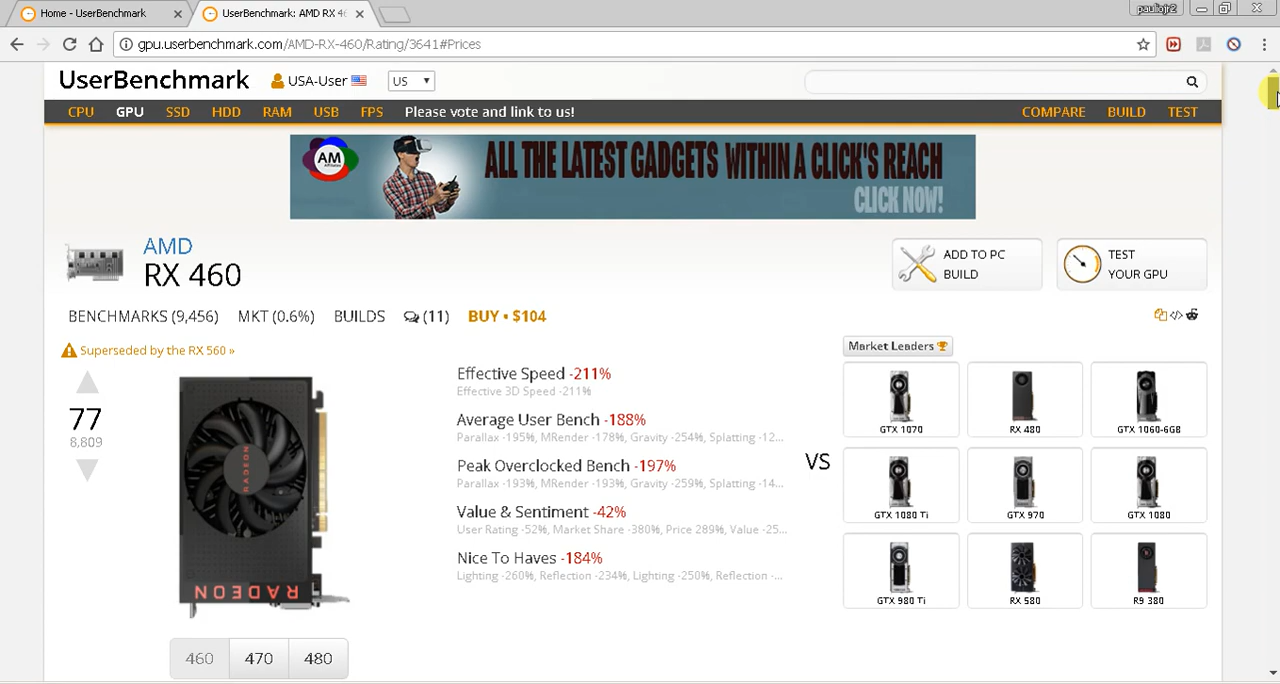 Home - UserBenchmark
UserBenchmark: AMD RX 46
pauliojr2
gpu.userbenchmark.com/AMD-RX-460/Rating/3641#Prices
UserBenchmark
USA-User
US
CPU GPU SSD HDD RAM USB FPS Please vote and link to us! COMPARE BUILD TEST
AM
ALL THE LATEST GADGETS WITHIN A CLICK'S REACH
CLICK NOW!
AMD
RX 460
ADD TO PC
BUILD
TEST
YOUR GPU
BENCHMARKS (9,456) MKT (0.6%) BUILDS (11) BUY • $104
Superseded by the RX 560 »
77
8,809
RADEON
RADEON
460 470 480
Effective Speed -211%
Effective 3D Speed -211%
Average User Bench -188%
Parallax -195%, MRender -178%, Gravity -254%, Splatting -12...
Peak Overclocked Bench -197%
Parallax -193%, MRender -193%, Gravity -259%, Splatting -14...
Value & Sentiment -42%
User Rating -52%, Market Share -380%, Price 289%, Value -25...
Nice To Haves -184%
Lighting -260%, Reflection -234%, Lighting -250%, Reflection -...
VS
Market Leaders
GTX 1070 RX 480 GTX 1060-6GB
GTX 1080 Ti GTX 970 GTX 1080
GTX 980 Ti RX 580 R9 380